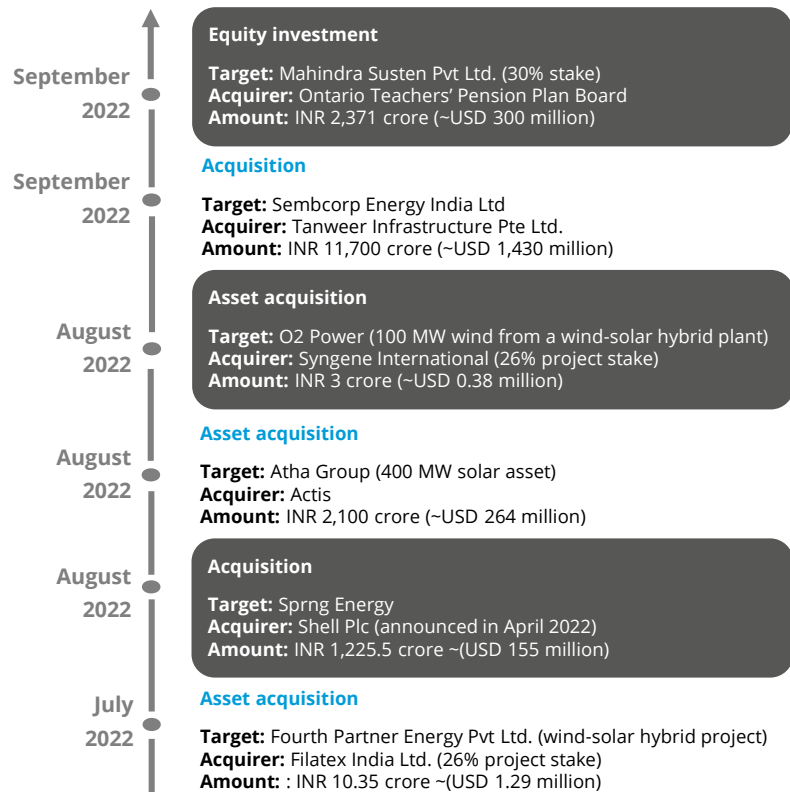 September
2022
Equity investment
Target: Mahindra Susten Pvt Ltd. (30% stake)
Acquirer: Ontario Teachers’ Pension Plan Board
Amount: INR 2,371 crore (~USD 300 million)
September
2022
Acquisition
Target: Sembcorp Energy India Ltd
Acquirer: Tanweer Infrastructure Pte Ltd.
Amount: INR 11,700 crore (~USD 1,430 million)
August
2022
Asset acquisition
Target: O2 Power (100 MW wind from a wind-solar hybrid plant)
Acquirer: Syngene International (26% project stake)
Amount: INR 3 crore (~USD 0.38 million)
August
2022
Asset acquisition
Target: Atha Group (400 MW solar asset)
Acquirer: Actis
Amount: INR 2,100 crore (~USD 264 million)
August
2022
Acquisition
Target: Sprng Energy
Acquirer: Shell Plc (announced in April 2022)
Amount: INR 1,225.5 crore ~(USD 155 million)
July
2022
Asset acquisition
Target: Fourth Partner Energy Pvt Ltd. (wind-solar hybrid project)
Acquirer: Filatex India Ltd. (26% project stake)
Amount: : INR 10.35 crore ~(USD 1.29 million)